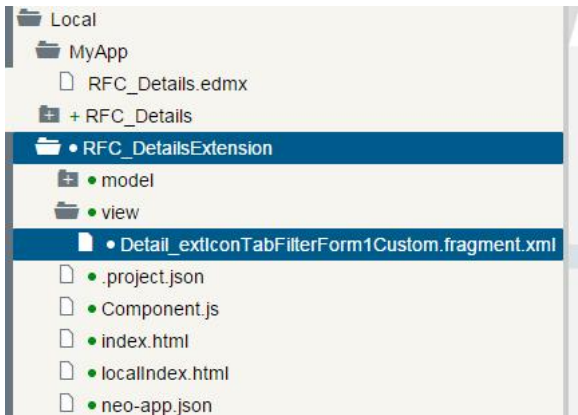 Local
MyApp
RFC_Details.edmx
+ RFC_Details
• RFC_DetailsExtension
• model
• view
• Detail_extIconTabFilterForm1Custom.fragment.xml
• .project.json
• Component.js
• index.html
• localIndex.html
• neo-app.json